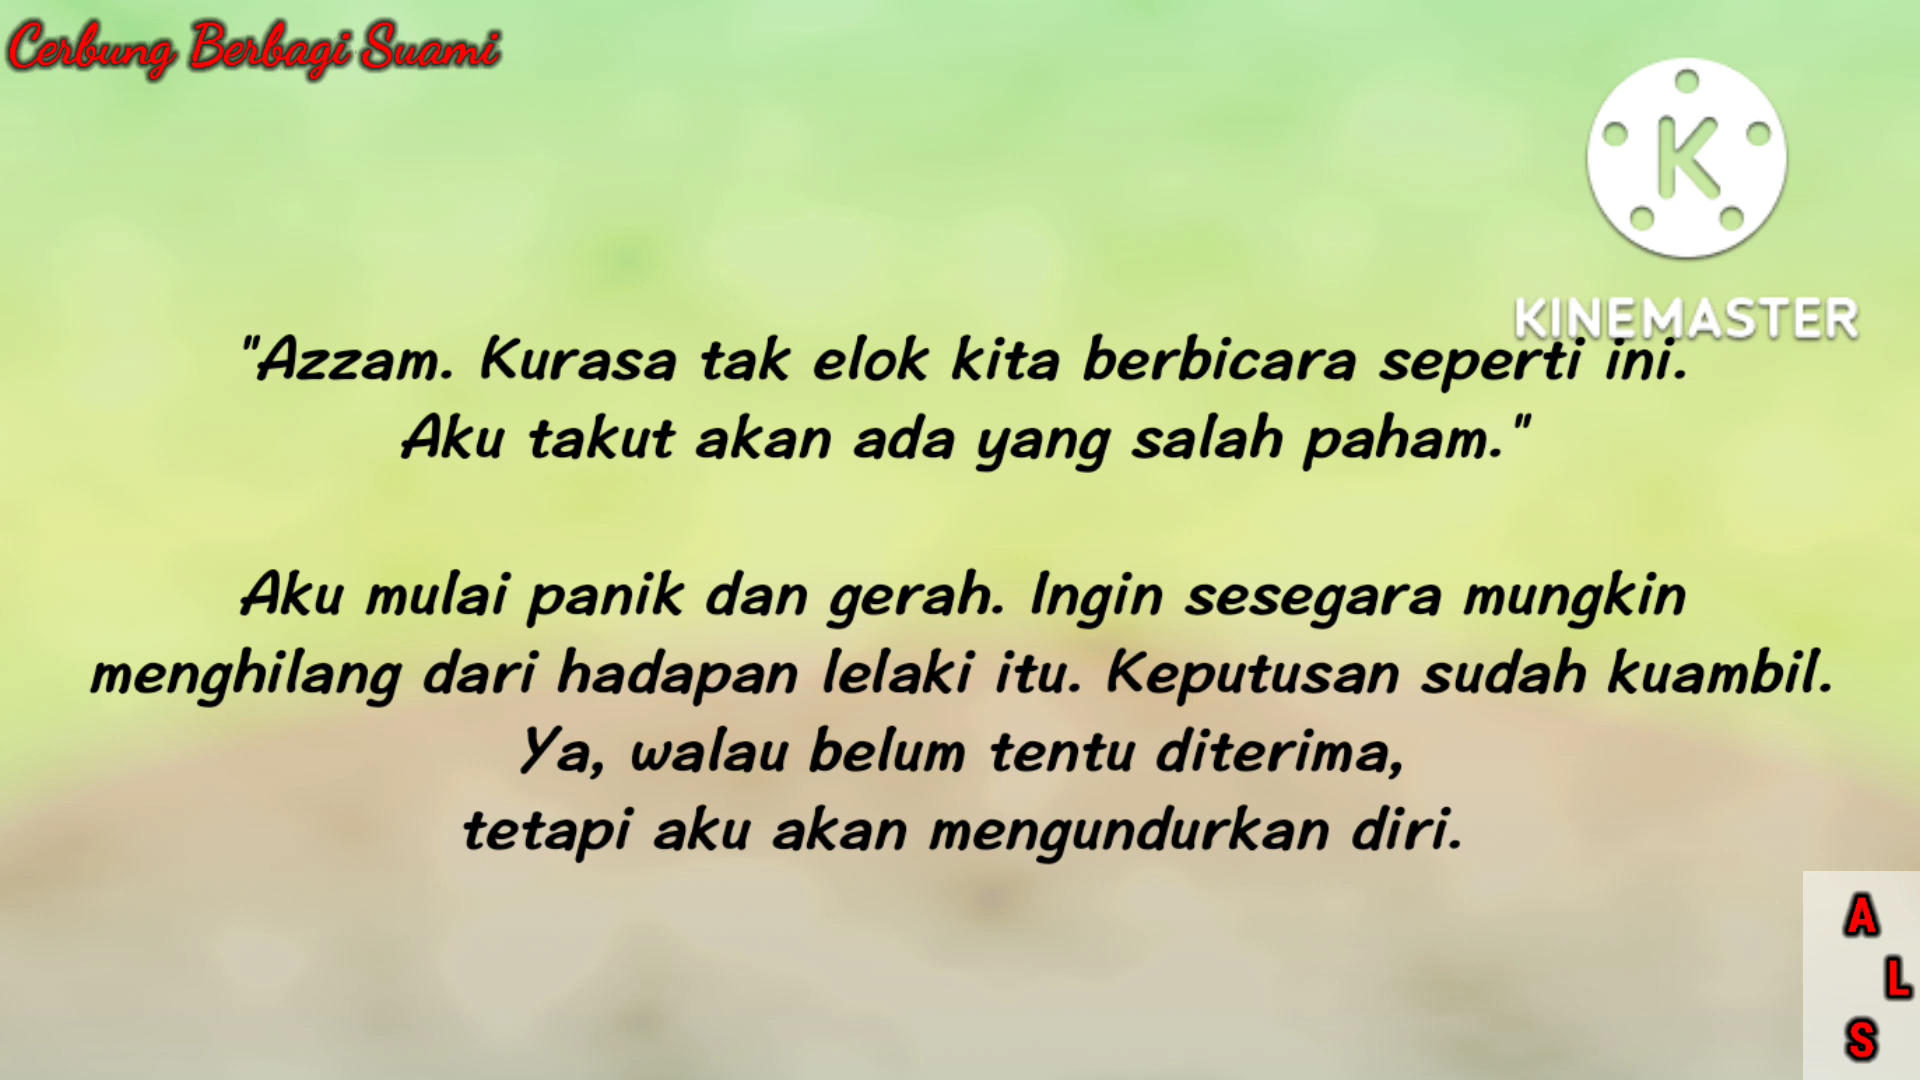 Cerbung Berbagi Suami
K
KINEMASTER
"Azzam. Kurasa tak elok kita berbicara seperti ini.
Aku takut akan ada yang salah paham."
Aku mulai panik dan gerah. Ingin sesegara mungkin
menghilang dari hadapan lelaki itu. Keputusan sudah kuambil.
Ya, walau belum tentu diterima,
tetapi aku akan mengundurkan diri.
A
L
S